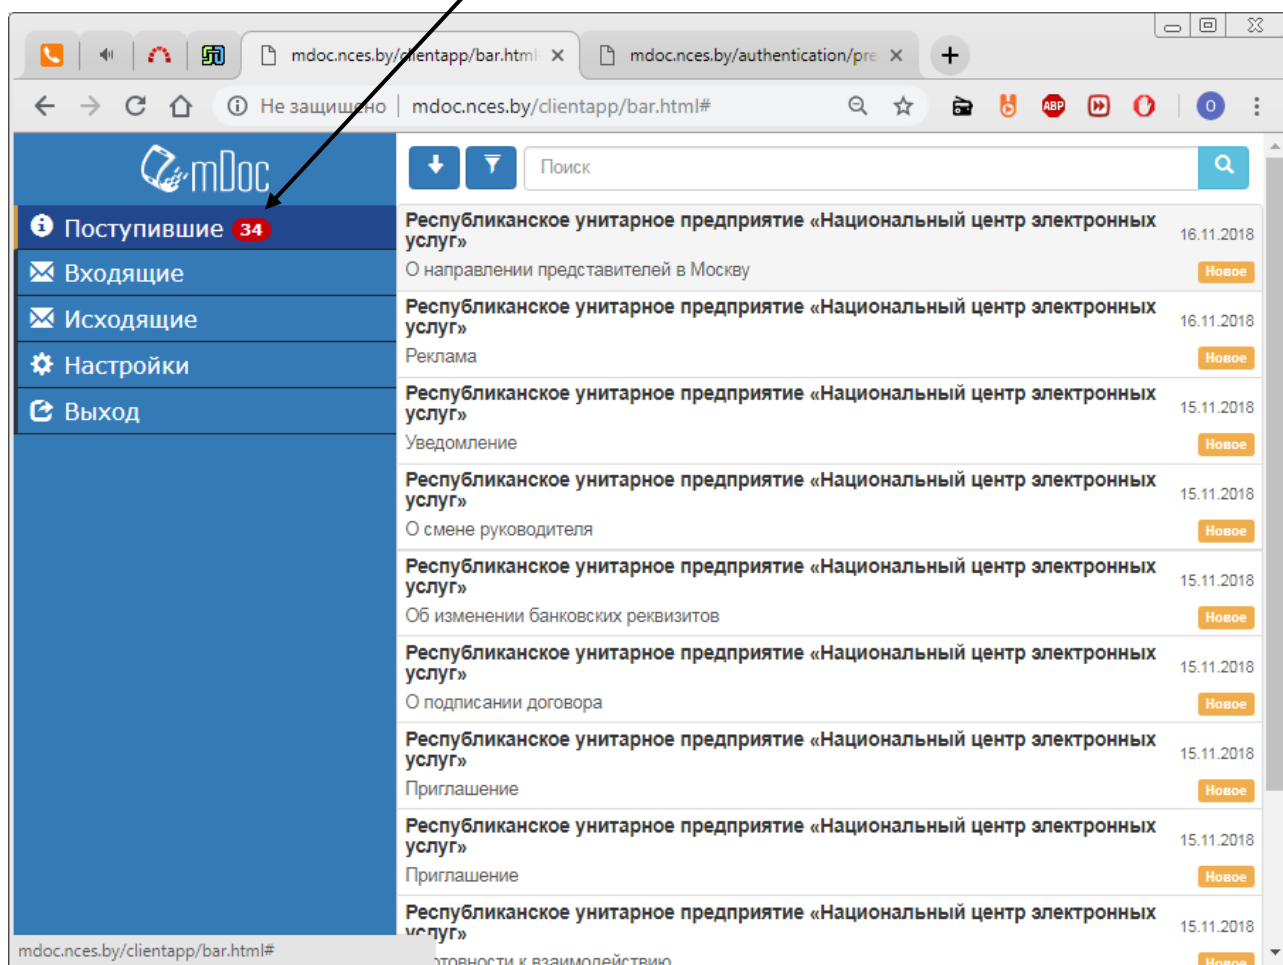 mdoc.nces.by/clientapp/bar.html
mdoc.nces.by/authentication/pre
Не защищено | mdoc.nces.by/clientapp/bar.html#
ABP
O
mDoc
Поиск
Поступившие 34
Входящие
Исходящие
Настройки
Выход
Республиканское унитарное предприятие «Национальный центр электронных
услуг»
16.11.2018
О направлении представителей в Москву
Новое
Республиканское унитарное предприятие «Национальный центр электронных
услуг»
16.11.2018
Реклама
Новое
Республиканское унитарное предприятие «Национальный центр электронных
услуг»
15.11.2018
Уведомление
Новое
Республиканское унитарное предприятие «Национальный центр электронных
услуг»
15.11.2018
О смене руководителя
Новое
Республиканское унитарное предприятие «Национальный центр электронных
услуг»
15.11.2018
Об изменении банковских реквизитов
Новое
Республиканское унитарное предприятие «Национальный центр электронных
услуг»
15.11.2018
О подписании договора
Новое
Республиканское унитарное предприятие «Национальный центр электронных
услуг»
15.11.2018
Приглашение
Новое
Республиканское унитарное предприятие «Национальный центр электронных
услуг»
15.11.2018
Приглашение
Новое
Республиканское унитарное предприятие «Национальный центр электронных
услуг»
15.11.2018
к взаимодействию
Новое
mdoc.nces.by/clientapp/bar.html#